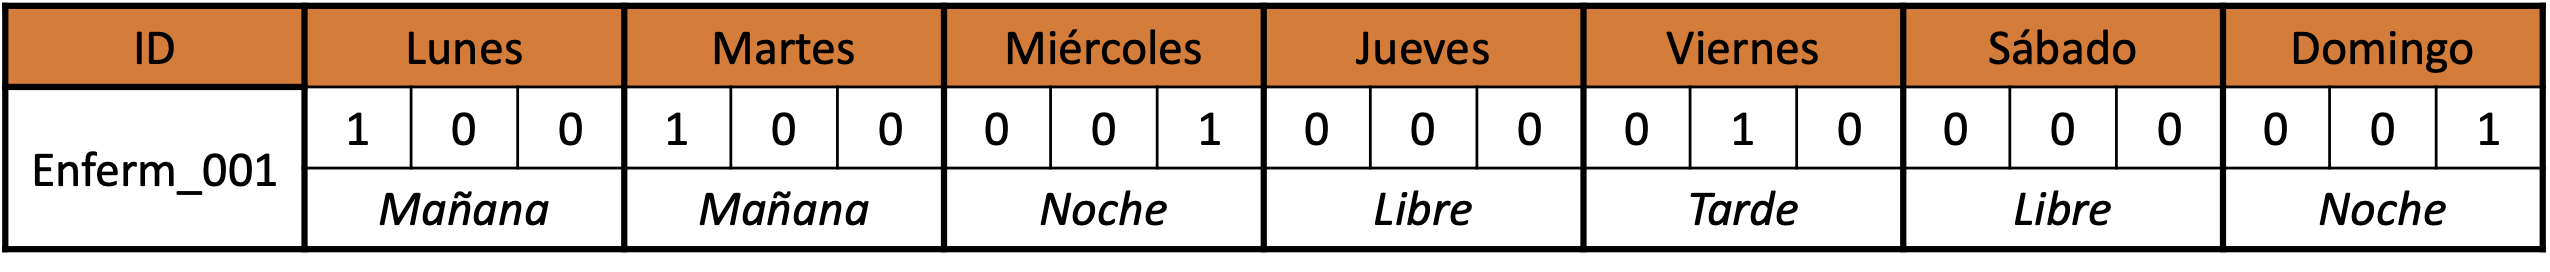 ID Lunes Martes Miércoles Jueves Viernes Sábado Domingo
1 0 0 1 0 0 0 0 1 0 0 0 0 1 0 0 0 0 0 0 1
Enferm_001
Mañana Mañana Noche Libre Tarde Libre Noche